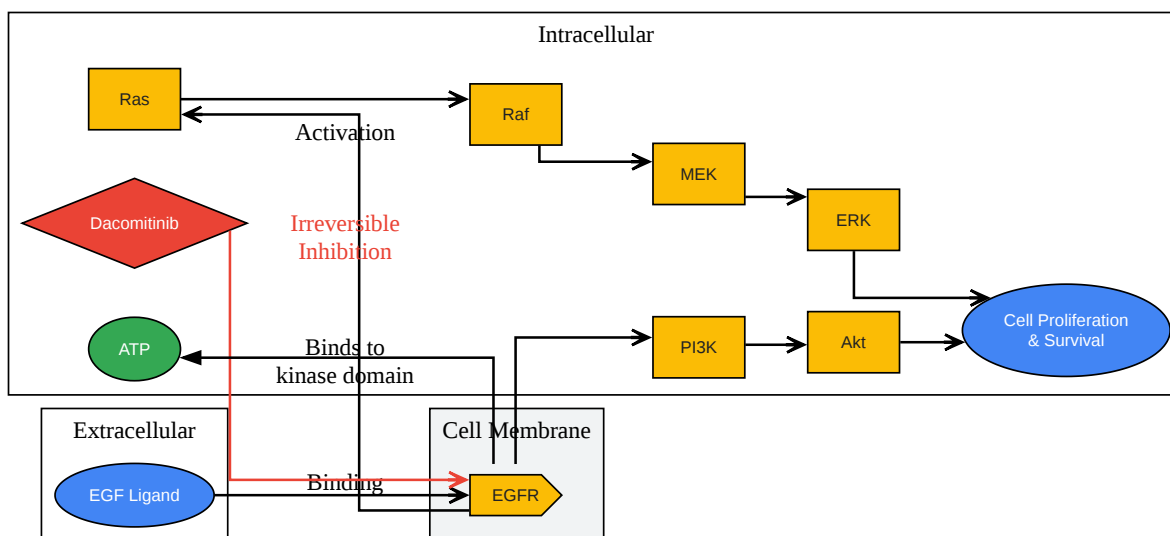 Intracellular
Ras
Raf
Activation
MEK
Dacomitinib
Irreversible
Inhibition
ERK
Cell Proliferation
& Survival
ATP
Binds to
kinase domain
PI3K
Akt
Extracellular
Cell Membrane
EGF Ligand
Binding
EGFR